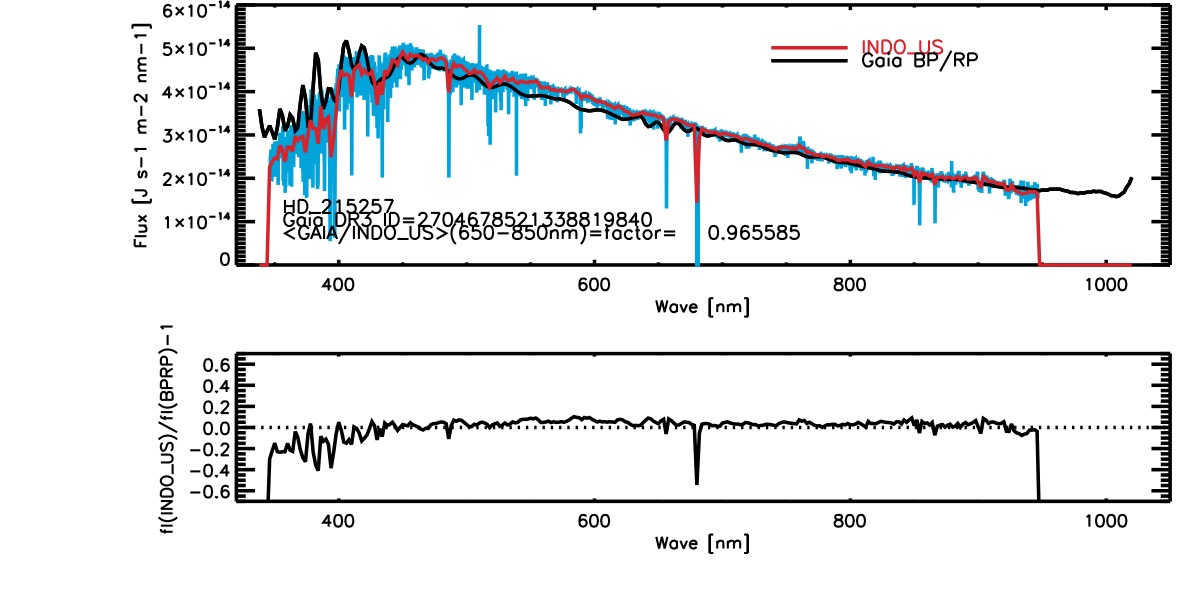 6×10⁻¹⁴
5×10⁻¹⁴
4×10⁻¹⁴
3×10⁻¹⁴
2×10⁻¹⁴
1×10⁻¹⁴
0
Flux [J s−1 m−2 nm−1]
INDO_US
Gaia BP/RP
HD_215257
Gaia DR3 ID=2704678521338819840
<GAIA/INDO_US>(650−850nm)=factor= 0.965585
400 600 800 1000
Wave [nm]
fl(INDO_US)/fl(BPRP)−1
0.6
0.4
0.2
0.0
−0.2
−0.4
−0.6
400 600 800 1000
Wave [nm]